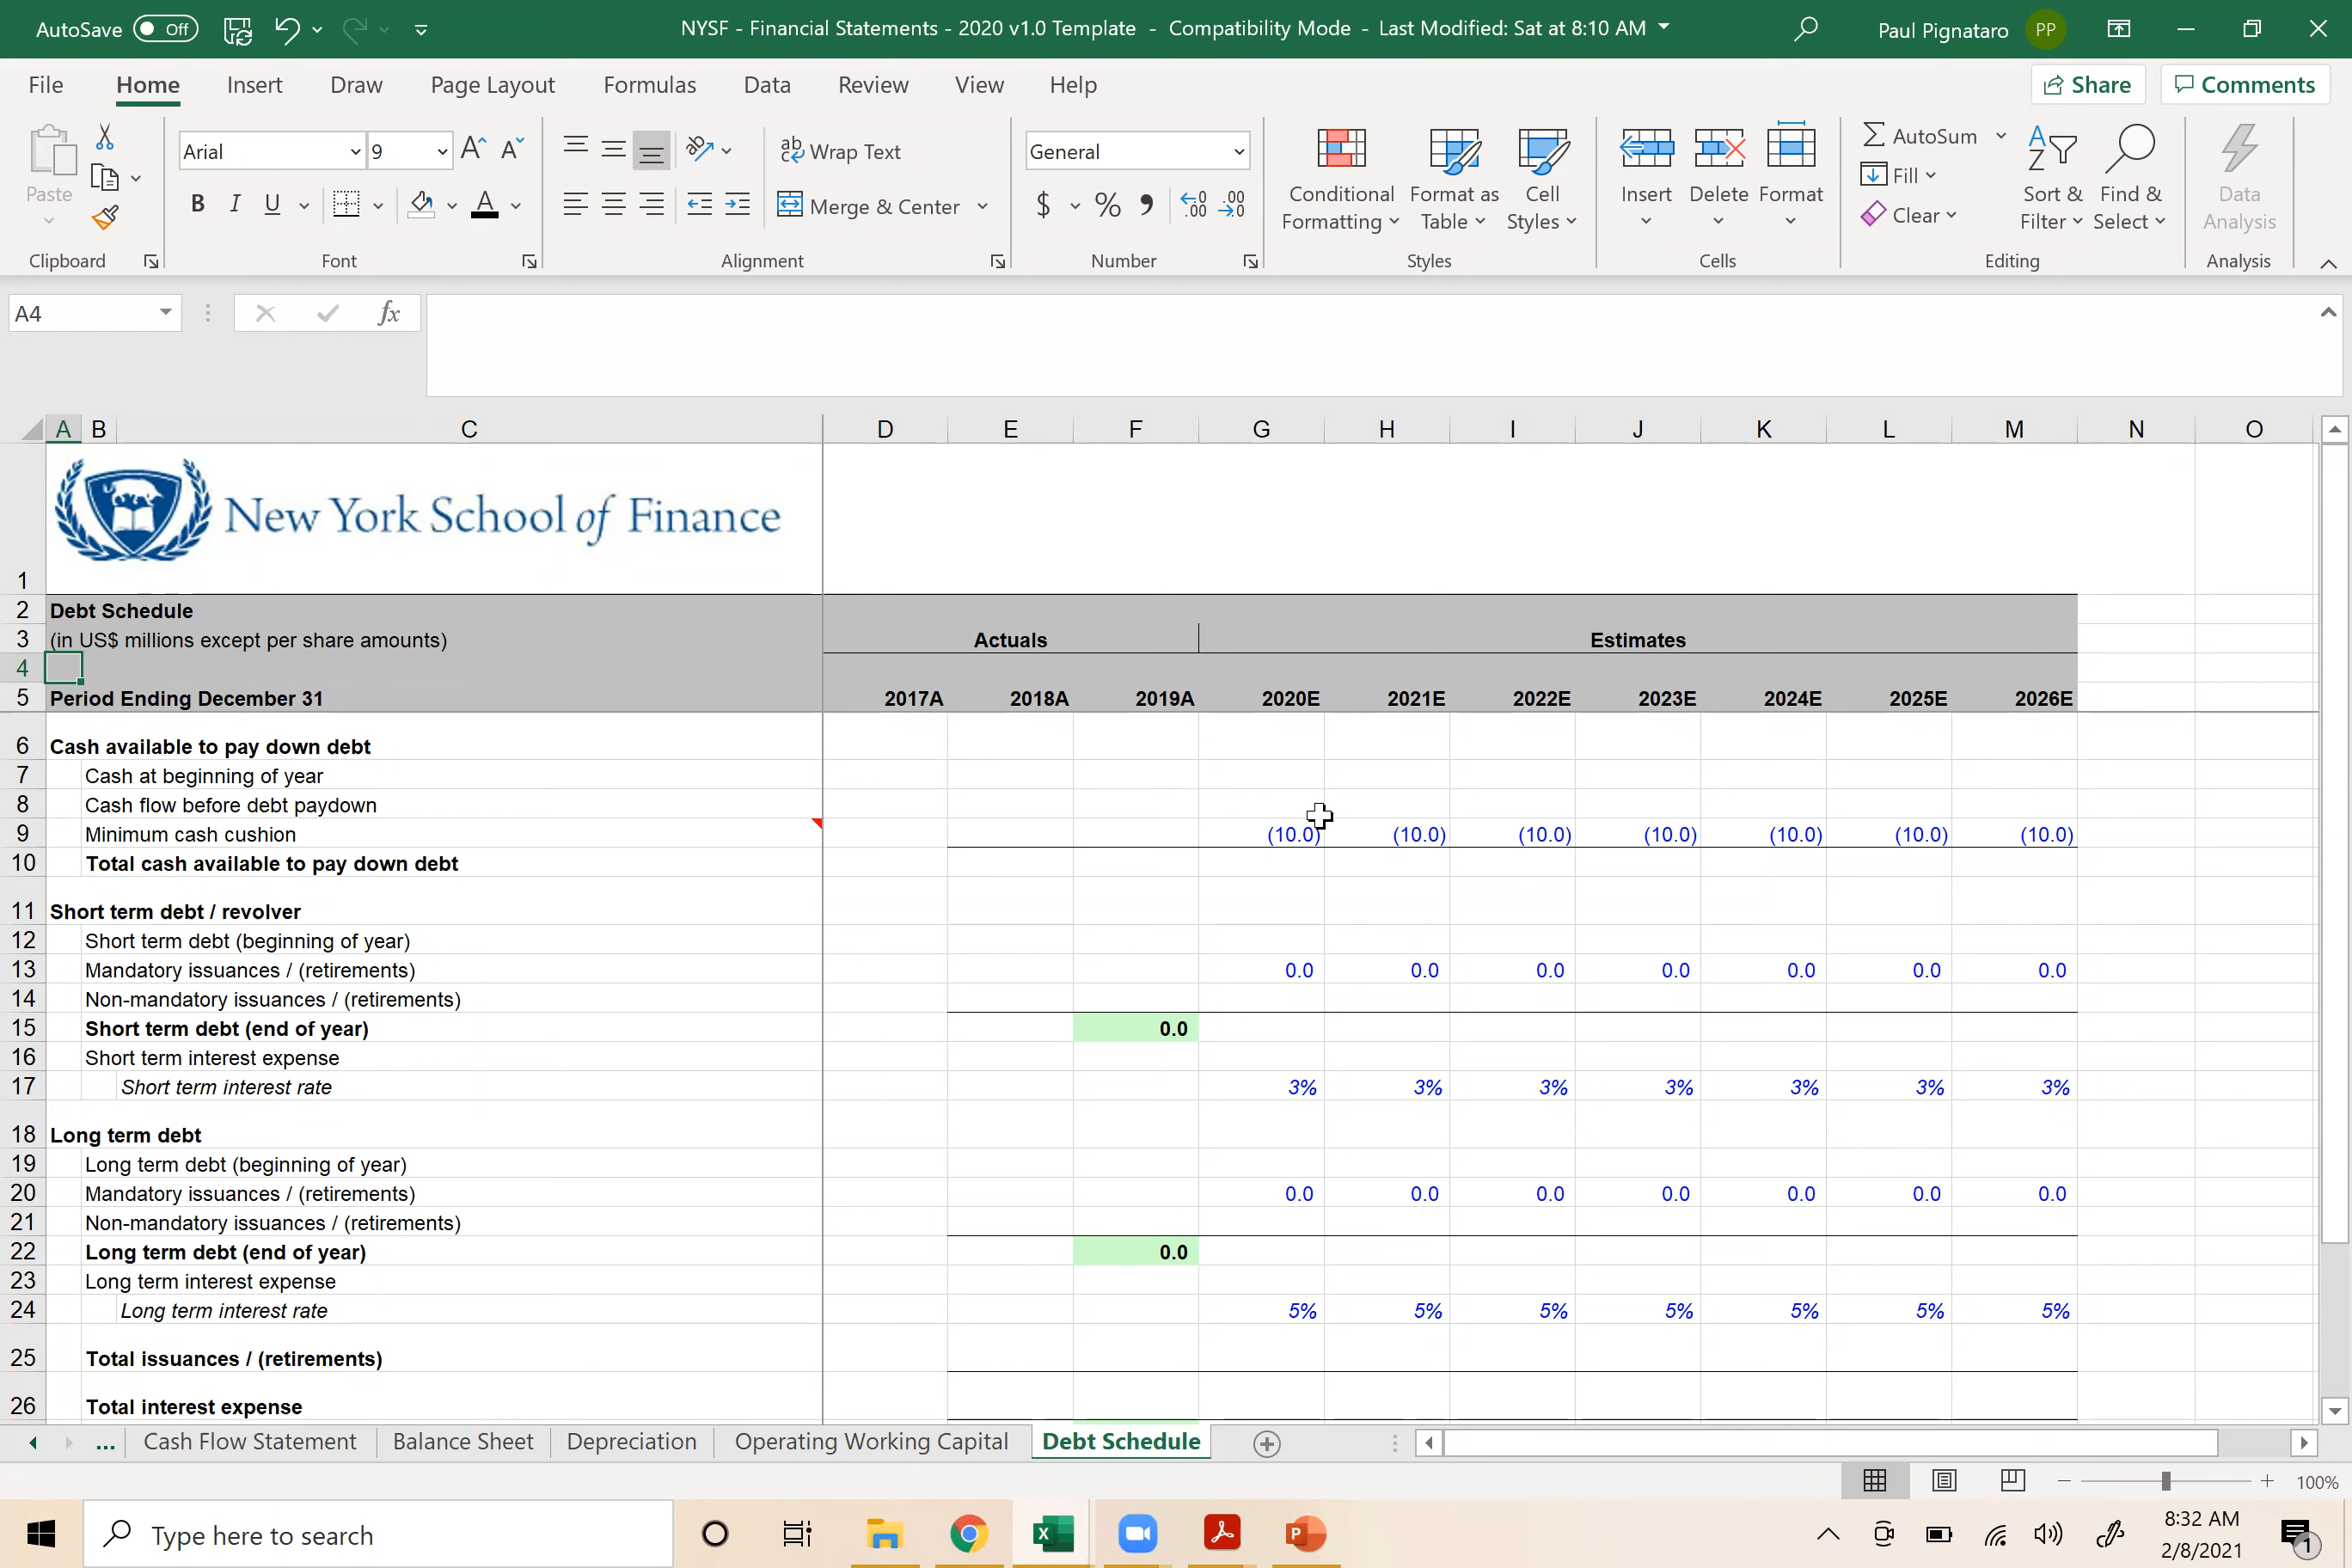 AutoSave Off NYSF - Financial Statements - 2020 v1.0 Template - Compatibility Mode - Last Modified: Sat at 8:10 AM Paul Pignataro PP
File Home Insert Draw Page Layout Formulas Data Review View Help Share Comments
Arial 9 ab Wrap Text General AutoSum
Paste Conditional Format as Cell Insert Delete Format Fill Sort & Find & Data
B I U Merge & Center $ % Formatting Table Styles Clear Filter Select Analysis
Clipboard Font Alignment Number Styles Cells Editing Analysis
A4 fx
A B C D E F G H I J K L M N O
New York School of Finance
1
2 Debt Schedule
3 (in US$ millions except per share amounts) Actuals Estimates
4
5 Period Ending December 31 2017A 2018A 2019A 2020E 2021E 2022E 2023E 2024E 2025E 2026E
6 Cash available to pay down debt
7 Cash at beginning of year
8 Cash flow before debt paydown
9 Minimum cash cushion (10.0) (10.0) (10.0) (10.0) (10.0) (10.0) (10.0)
10 Total cash available to pay down debt
11 Short term debt / revolver
12 Short term debt (beginning of year)
13 Mandatory issuances / (retirements) 0.0 0.0 0.0 0.0 0.0 0.0 0.0
14 Non-mandatory issuances / (retirements)
15 Short term debt (end of year) 0.0
16 Short term interest expense
17 Short term interest rate 3% 3% 3% 3% 3% 3% 3%
18 Long term debt
19 Long term debt (beginning of year)
20 Mandatory issuances / (retirements) 0.0 0.0 0.0 0.0 0.0 0.0 0.0
21 Non-mandatory issuances / (retirements)
22 Long term debt (end of year) 0.0
23 Long term interest expense
24 Long term interest rate 5% 5% 5% 5% 5% 5% 5%
25 Total issuances / (retirements)
26 Total interest expense
... Cash Flow Statement Balance Sheet Depreciation Operating Working Capital Debt Schedule
100%
Type here to search 8:32 AM
2/8/2021 1